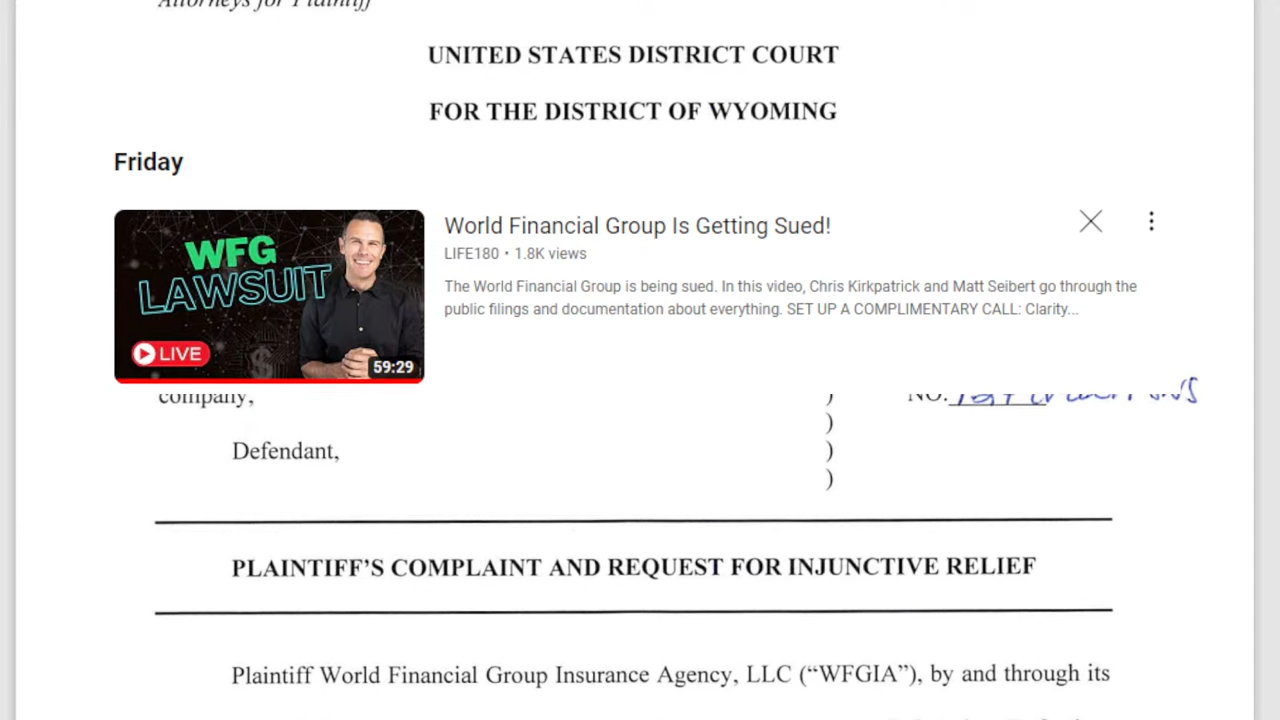 Attorneys for Plaintiff
UNITED STATES DISTRICT COURT
FOR THE DISTRICT OF WYOMING
Friday
WFG
LAWSUIT
LIVE
59:29
World Financial Group Is Getting Sued!
LIFE180 • 1.8K views
The World Financial Group is being sued. In this video, Chris Kirkpatrick and Matt Seibert go through the
public filings and documentation about everything. SET UP A COMPLIMENTARY CALL: Clarity...
company, ) NO.
)
Defendant, )
)
PLAINTIFF’S COMPLAINT AND REQUEST FOR INJUNCTIVE RELIEF
Plaintiff World Financial Group Insurance Agency, LLC (“WFGIA”), by and through its